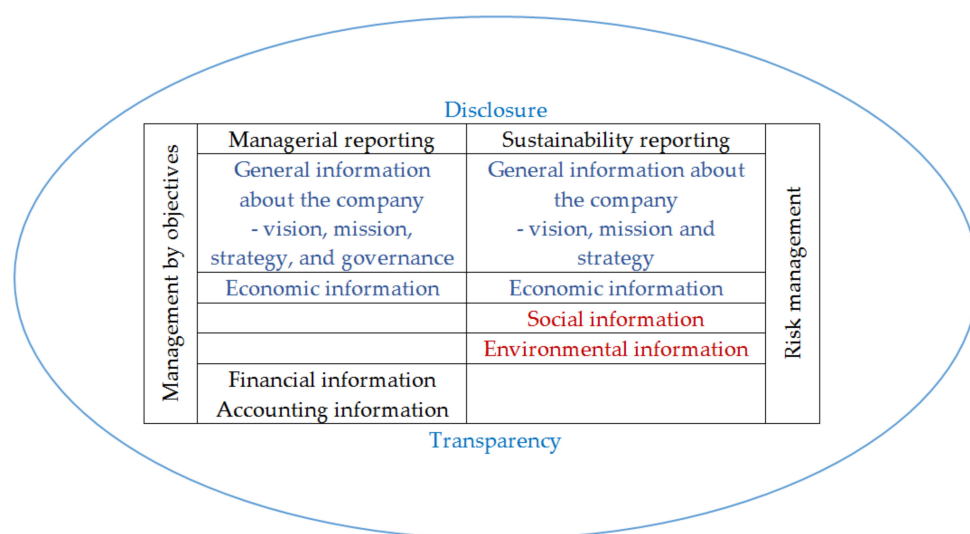 Disclosure
Management by objectives
Managerial reporting
Sustainability reporting
General information
about the company
- vision, mission,
strategy, and governance
General information about
the company
- vision, mission and
strategy
Economic information
Economic information
Social information
Environmental information
Financial information
Accounting information
Risk management
Transparency